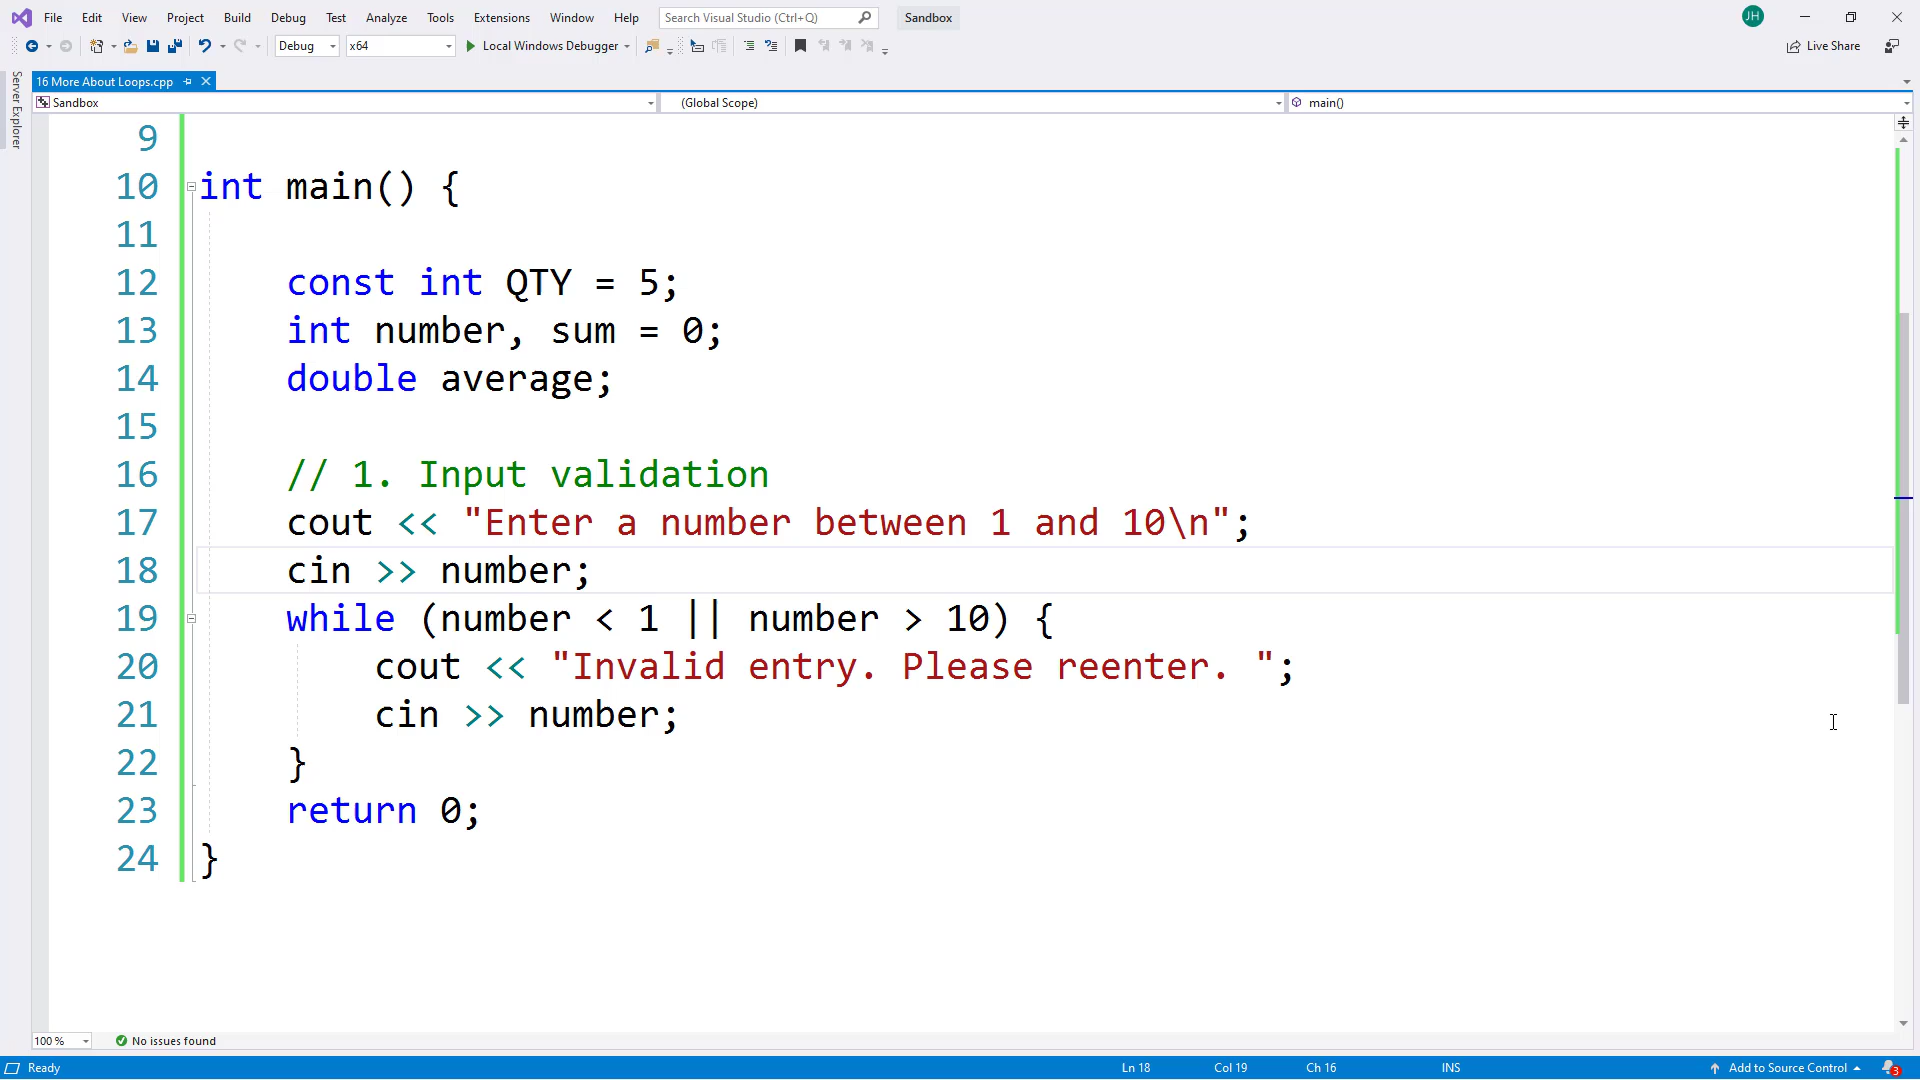 File Edit View Project Build Debug Test Analyze Tools Extensions Window Help Search Visual Studio (Ctrl+Q) Sandbox JH
Debug x64 Local Windows Debugger Live Share
Server Explorer
16 More About Loops.cpp
Sandbox (Global Scope) main()
9
10 int main() {
11
12 const int QTY = 5;
13 int number, sum = 0;
14 double average;
15
16 // 1. Input validation
17 cout << "Enter a number between 1 and 10\n";
18 cin >> number;
19 while (number < 1 || number > 10) {
20 cout << "Invalid entry. Please reenter. ";
21 cin >> number;
22 }
23 return 0;
24 }
100 % No issues found
Ready Ln 18 Col 19 Ch 16 INS Add to Source Control 3